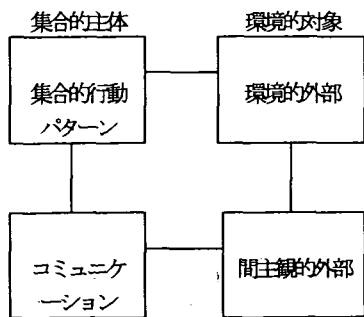 集合的主体
環境的対象
集合的行動
パターン
環境的外部
コミュニケ
ーション
間主観的外部